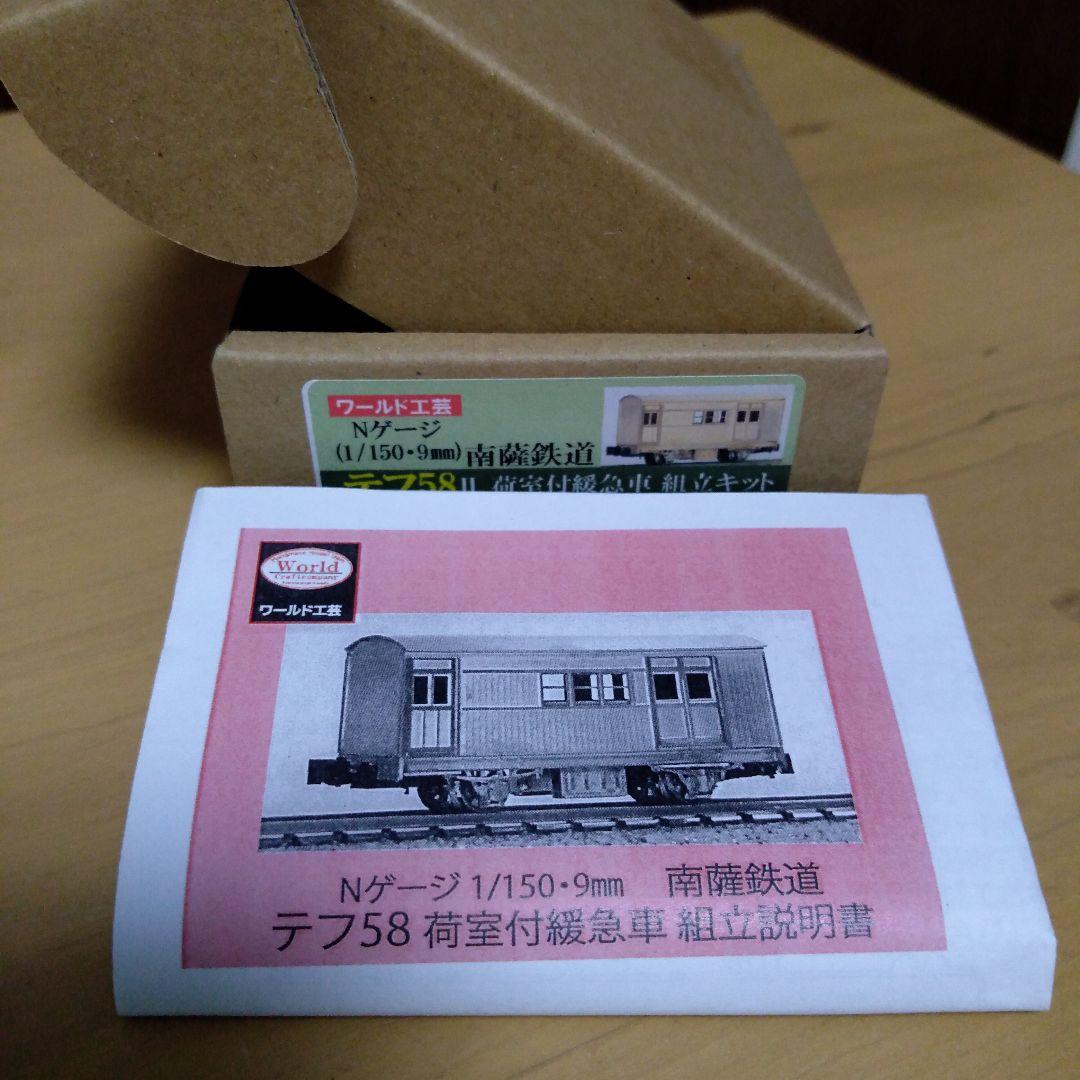 ワールド工芸
Nゲージ
(1/150・9㎜)南薩鉄道
テフ58 II 荷室付緩急車 組立キット
World
Craftcompany
ワールド工芸
Nゲージ 1/150・9㎜ 南薩鉄道
テフ58 荷室付緩急車 組立説明書